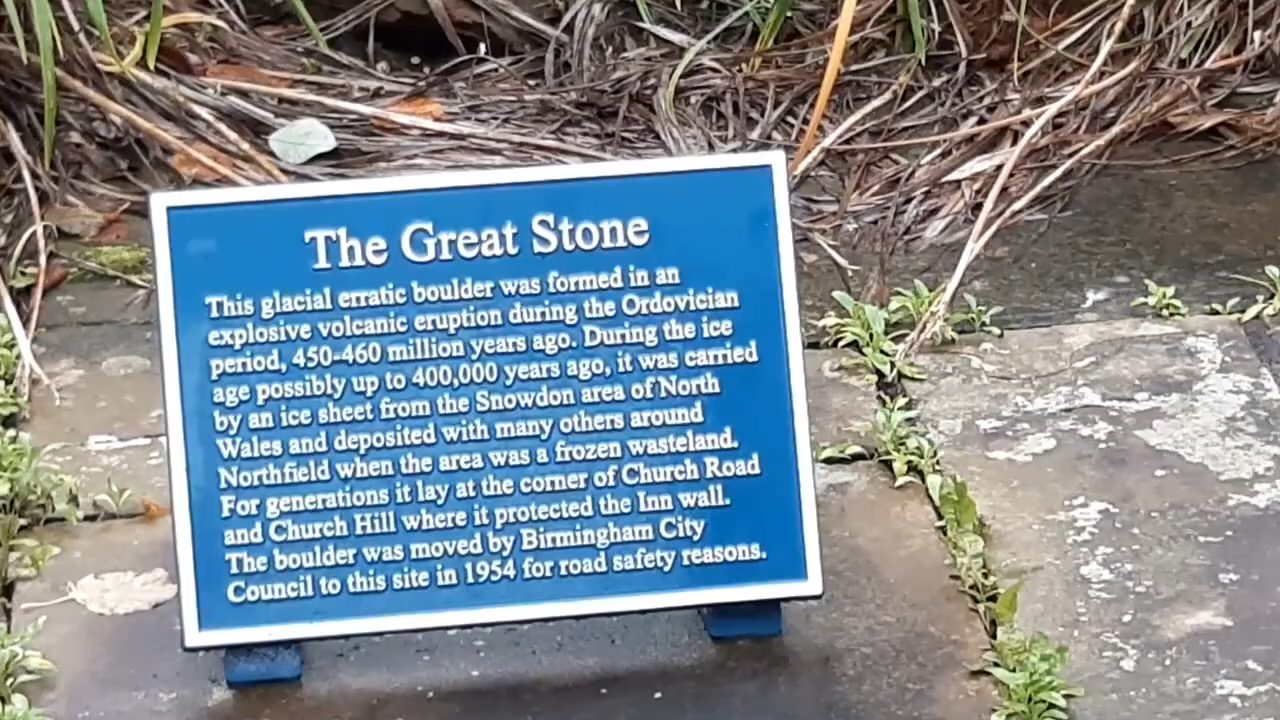 The Great Stone
This glacial erratic boulder was formed in an
explosive volcanic eruption during the Ordovician
period, 450-460 million years ago. During the ice
age possibly up to 400,000 years ago, it was carried
by an ice sheet from the Snowdon area of North
Wales and deposited with many others around
Northfield when the area was a frozen wasteland.
For generations it lay at the corner of Church Road
and Church Hill where it protected the Inn wall.
The boulder was moved by Birmingham City
Council to this site in 1954 for road safety reasons.